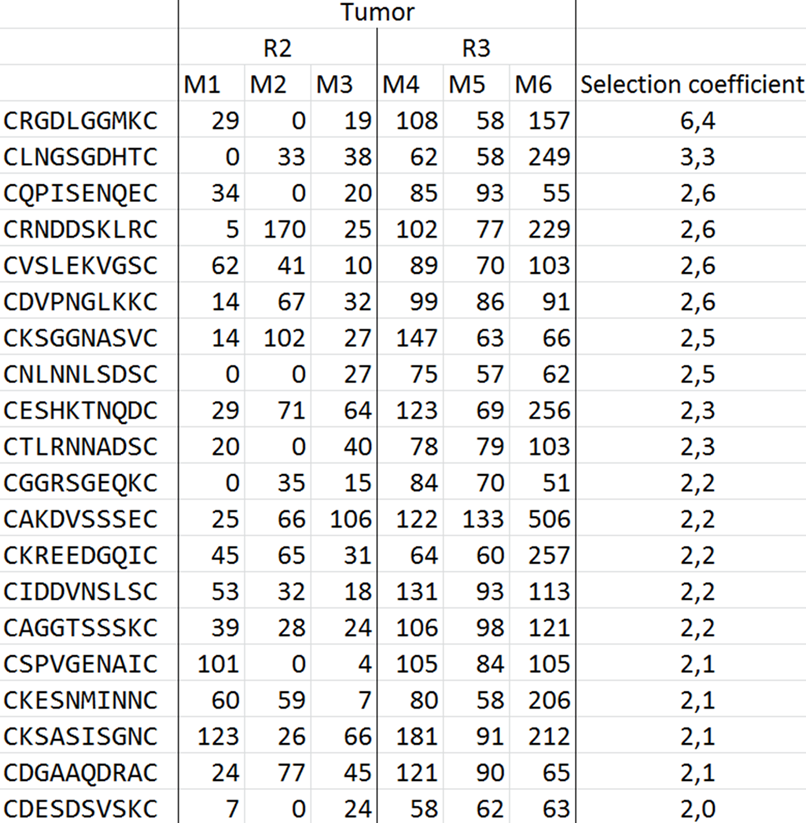 Tumor
R2 R3
M1 M2 M3 M4 M5 M6 Selection coefficient
CRGDLGGMKC 29 0 19 108 58 157 6,4
CLNGSGDHTC 0 33 38 62 58 249 3,3
CQPISENQEC 34 0 20 85 93 55 2,6
CRNDDSKLRC 5 170 25 102 77 229 2,6
CVSLEKVGSC 62 41 10 89 70 103 2,6
CDVPNGLKKC 14 67 32 99 86 91 2,6
CKSGGNASVC 14 102 27 147 63 66 2,5
CNLNNLSDSC 0 0 27 75 57 62 2,5
CESHKTNQDC 29 71 64 123 69 256 2,3
CTLRNNADSC 20 0 40 78 79 103 2,3
CGGRSGEQKC 0 35 15 84 70 51 2,2
CAKDVSSSEC 25 66 106 122 133 506 2,2
CKREEDGQIC 45 65 31 64 60 257 2,2
CIDDVNSLSC 53 32 18 131 93 113 2,2
CAGGTSSSKC 39 28 24 106 98 121 2,2
CSPVGENAIC 101 0 4 105 84 105 2,1
CKESNMINNC 60 59 7 80 58 206 2,1
CKSASISGNC 123 26 66 181 91 212 2,1
CDGAAQDRAC 24 77 45 121 90 65 2,1
CDESDSVSKC 7 0 24 58 62 63 2,0